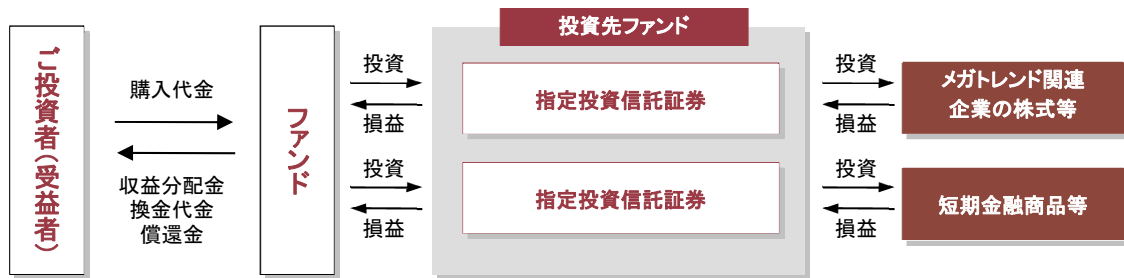 ご投資者(受益者)
購入代金
収益分配金
換金代金
償還金
ファンド
投資
損益
投資
損益
投資先ファンド
指定投資信託証券
指定投資信託証券
投資
損益
メガトレンド関連
企業の株式等
投資
損益
短期金融商品等